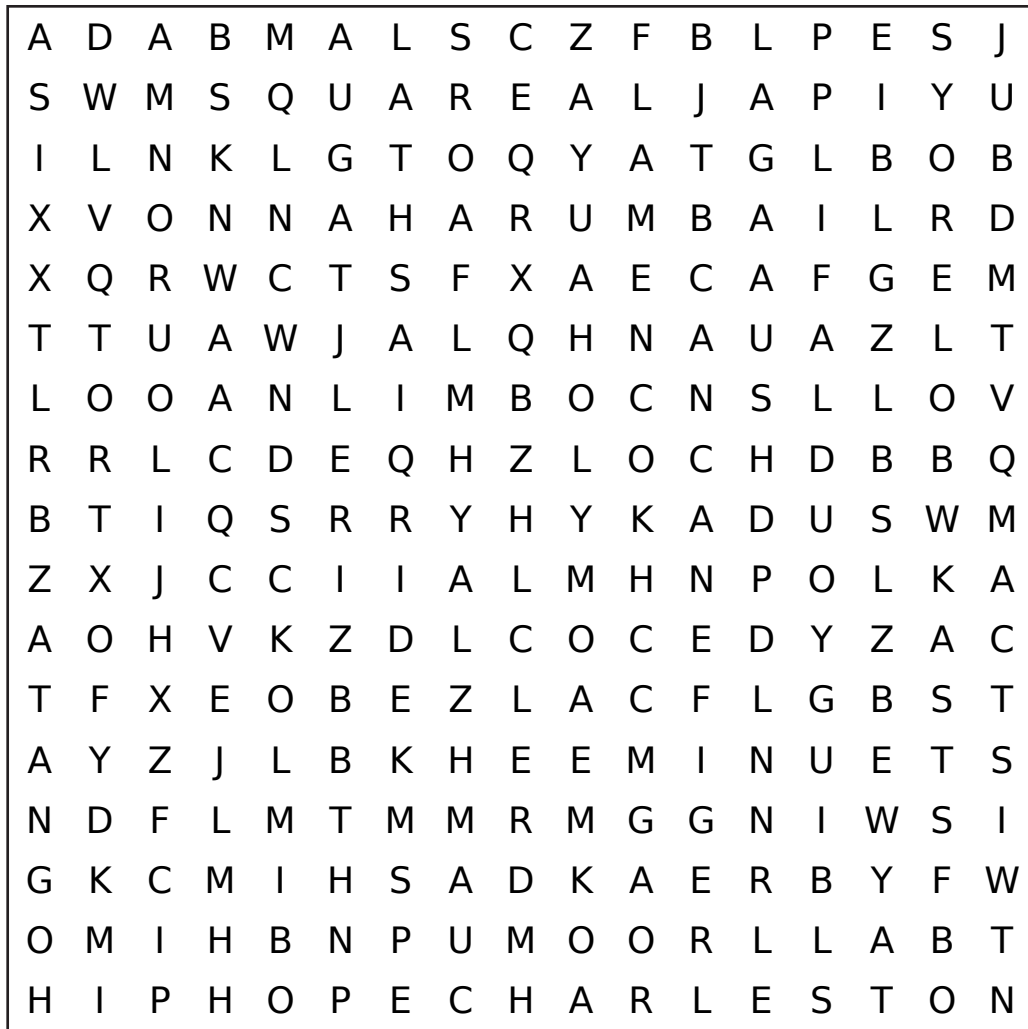 A D A B M A L S C Z F B L P E S J
S W M S Q U A R E A L J A P I Y U
I L N K L G T O Q Y A T G L B O B
X V O N N A H A R U M B A I L R D
X Q R W C T S F X A E C A F G E M
T T U A W J A L Q H N A U A Z L T
L O O A N L I M B O C N S L L O V
R R L C D E Q H Z L O C H D B B Q
B T I Q S R R Y H Y K A D U S W M
Z X J C C I I A L M H N P O L K A
A O H V K Z D L C O C E D Y Z A C
T F X E O B E Z L A C F L G B S T
A Y Z J L B K H E E M I N U E T S
N D F L M T M M R M G G N I W S I
G K C M I H S A D K A E R B Y F W
O M I H B N P U M O O R L L A B T
H I P H O P E C H A R L E S T O N